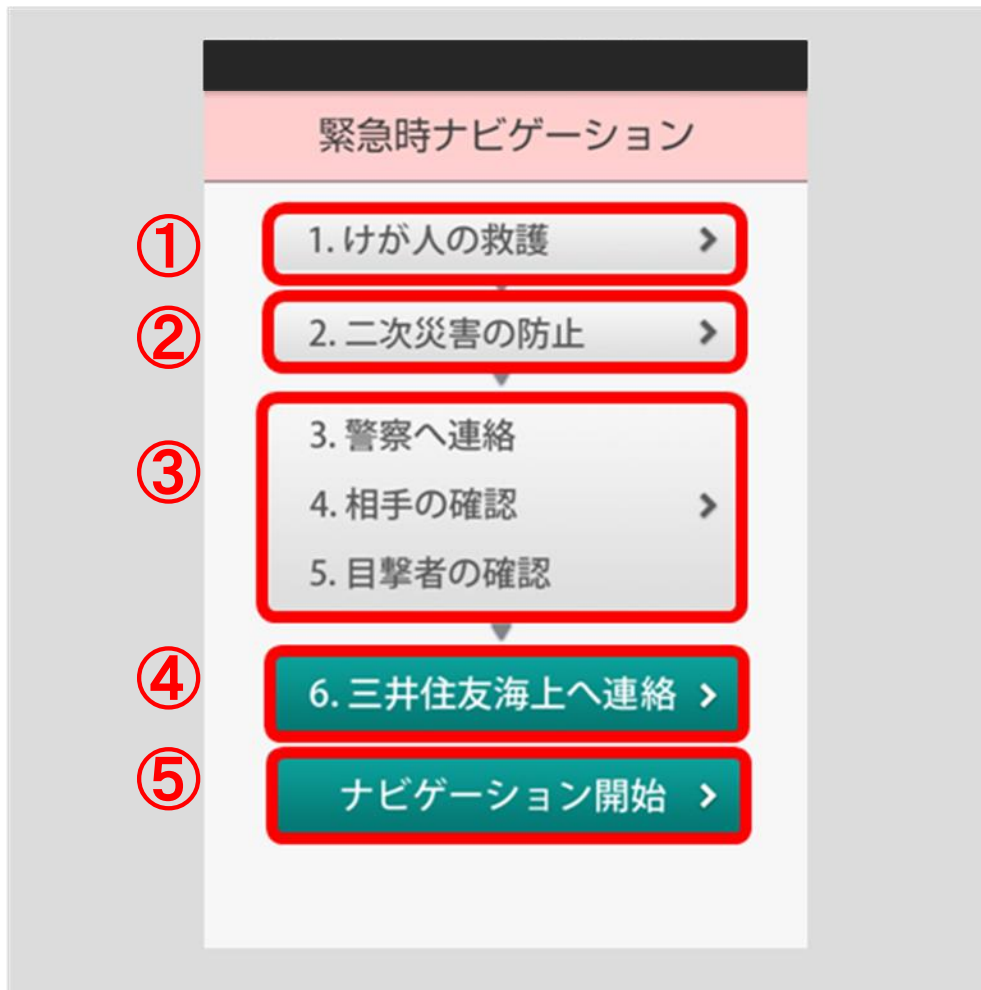 緊急時ナビゲーション
① 1. けが人の救護
② 2. 二次災害の防止
3. 警察へ連絡
③ 4. 相手の確認
5. 目撃者の確認
④ 6. 三井住友海上へ連絡
⑤ ナビゲーション開始